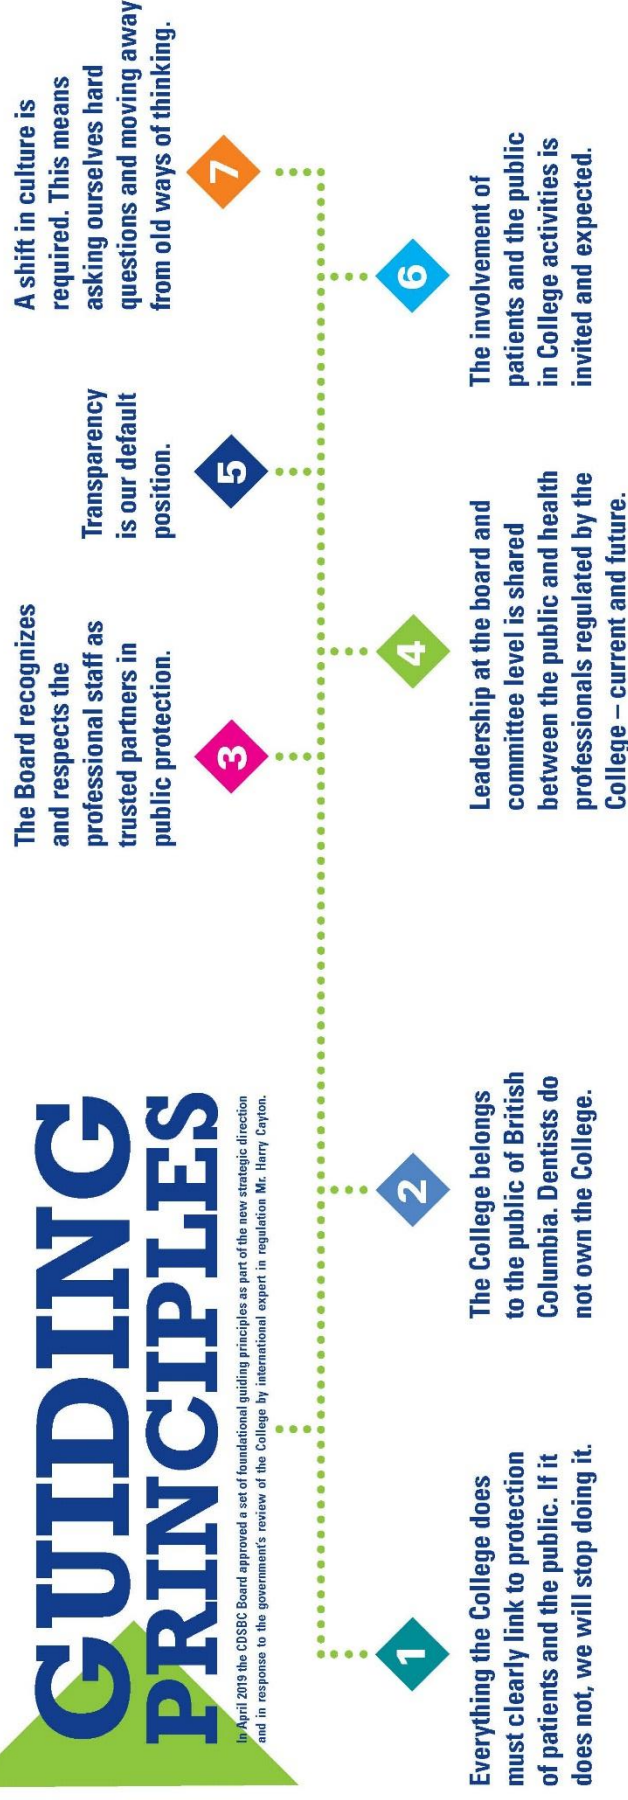 GUIDING
PRINCIPLES
In April 2019 the CDSBC Board approved a set of foundational guiding principles as part of the new strategic direction
and in response to the government's review of the College by international expert in regulation Mr. Harry Cayton.
1
Everything the College does
must clearly link to protection
of patients and the public. If it
does not, we will stop doing it.
2
The College belongs
to the public of British
Columbia. Dentists do
not own the College.
The Board recognizes
and respects the
professional staff as
trusted partners in
public protection.
3
4
Leadership at the board and
committee level is shared
between the public and health
professionals regulated by the
College – current and future.
Transparency
is our default
position.
5
6
The involvement of
patients and the public
in College activities is
invited and expected.
A shift in culture is
required. This means
asking ourselves hard
questions and moving away
from old ways of thinking.
7